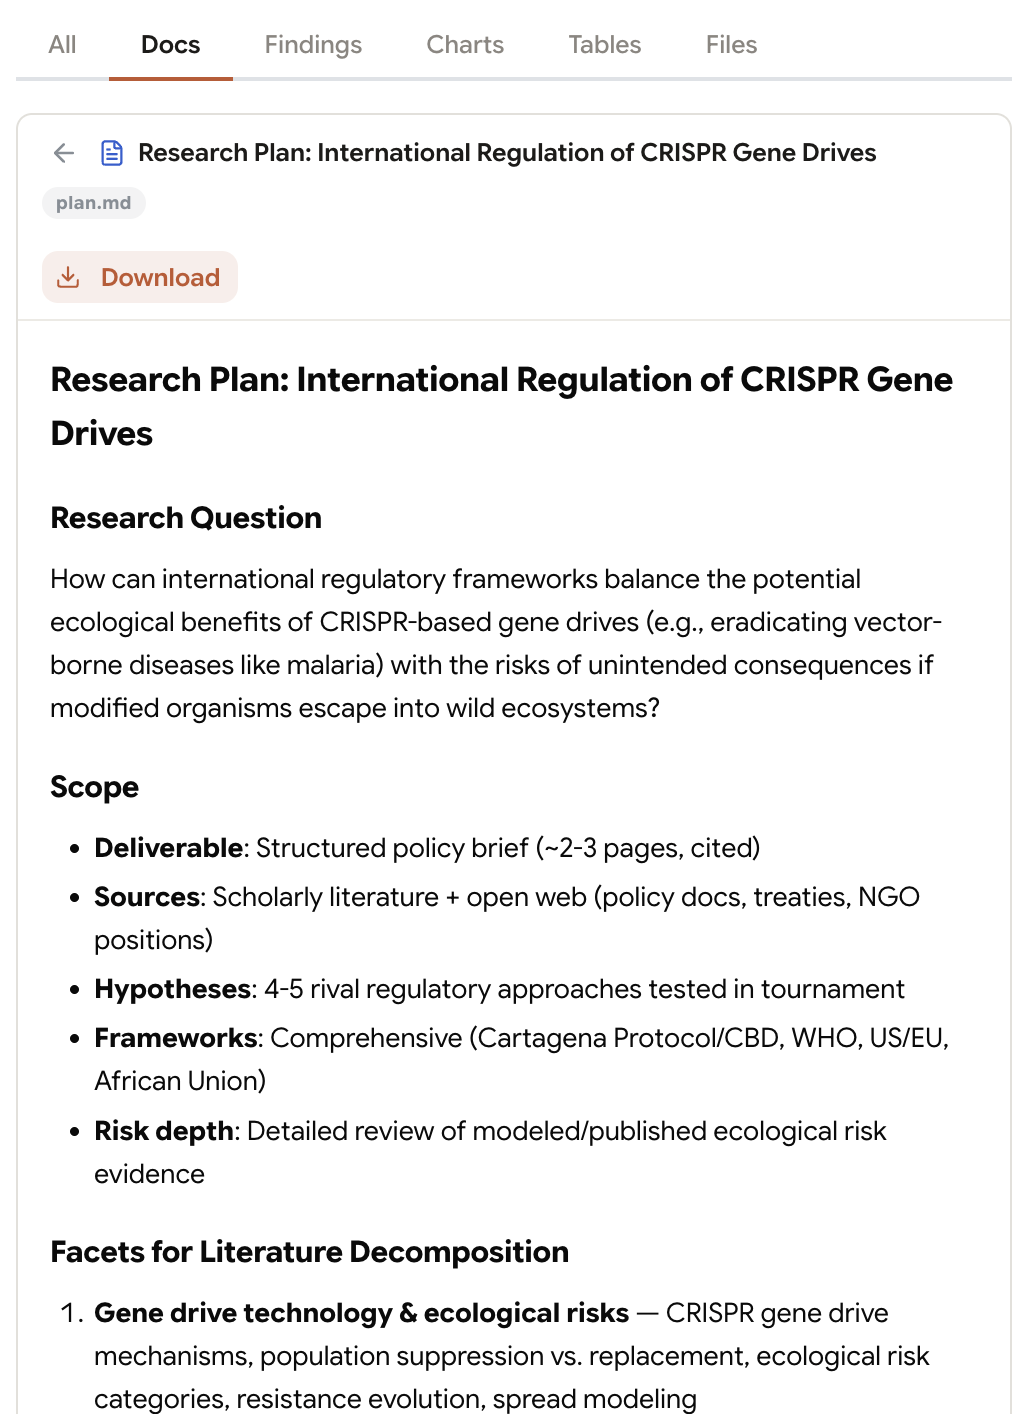 All Docs Findings Charts Tables Files
Research Plan: International Regulation of CRISPR Gene Drives
plan.md
Download
Research Plan: International Regulation of CRISPR Gene
Drives
Research Question
How can international regulatory frameworks balance the potential
ecological benefits of CRISPR-based gene drives (e.g., eradicating vector-
borne diseases like malaria) with the risks of unintended consequences if
modified organisms escape into wild ecosystems?
Scope
• Deliverable: Structured policy brief (~2-3 pages, cited)
• Sources: Scholarly literature + open web (policy docs, treaties, NGO
positions)
• Hypotheses: 4-5 rival regulatory approaches tested in tournament
• Frameworks: Comprehensive (Cartagena Protocol/CBD, WHO, US/EU,
African Union)
• Risk depth: Detailed review of modeled/published ecological risk
evidence
Facets for Literature Decomposition
1. Gene drive technology & ecological risks — CRISPR gene drive
mechanisms, population suppression vs. replacement, ecological risk
categories, resistance evolution, spread modeling